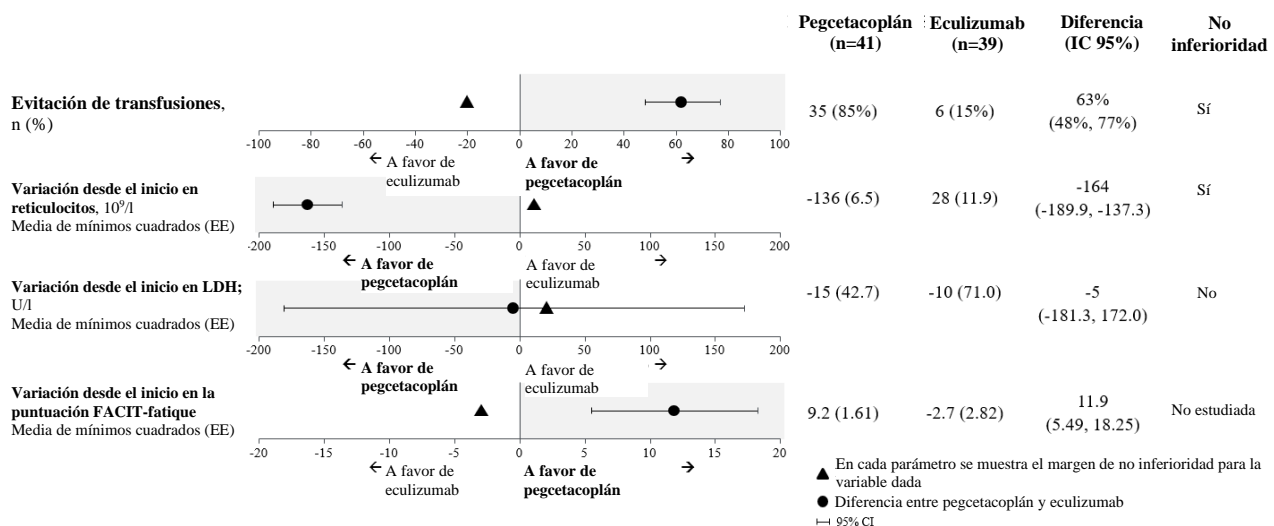 Pegcetacoplán Eculizumab Diferencia No
(n=41) (n=39) (IC 95%) inferioridad
Evitación de transfusiones,
n (%)
35 (85%) 6 (15%) 63%
(48%, 77%) Sí
-100 -80 -60 -40 -20 0 20 40 60 80 100
← A favor de
eculizumab
A favor de →
pegcetacoplán
Variación desde el inicio en
reticulocitos, 10⁹/l
Media de mínimos cuadrados (EE)
-136 (6.5) 28 (11.9) -164
(-189.9, -137.3) Sí
-200 -150 -100 -50 0 50 100 150 200
← A favor de
pegcetacoplán
A favor de →
eculizumab
Variación desde el inicio en LDH;
U/l
Media de mínimos cuadrados (EE)
-15 (42.7) -10 (71.0) -5
(-181.3, 172.0) No
-200 -150 -100 -50 0 50 100 150 200
← A favor de
pegcetacoplán
A favor de →
eculizumab
Variación desde el inicio en la
puntuación FACIT-fatique
Media de mínimos cuadrados (EE)
9.2 (1.61) -2.7 (2.82) 11.9
(5.49, 18.25) No estudiada
-20 -15 -10 -5 0 5 10 15 20
← A favor de
eculizumab
A favor de →
pegcetacoplán
▲ En cada parámetro se muestra el margen de no inferioridad para la
variable dada
● Diferencia entre pegcetacoplán y eculizumab
95% CI